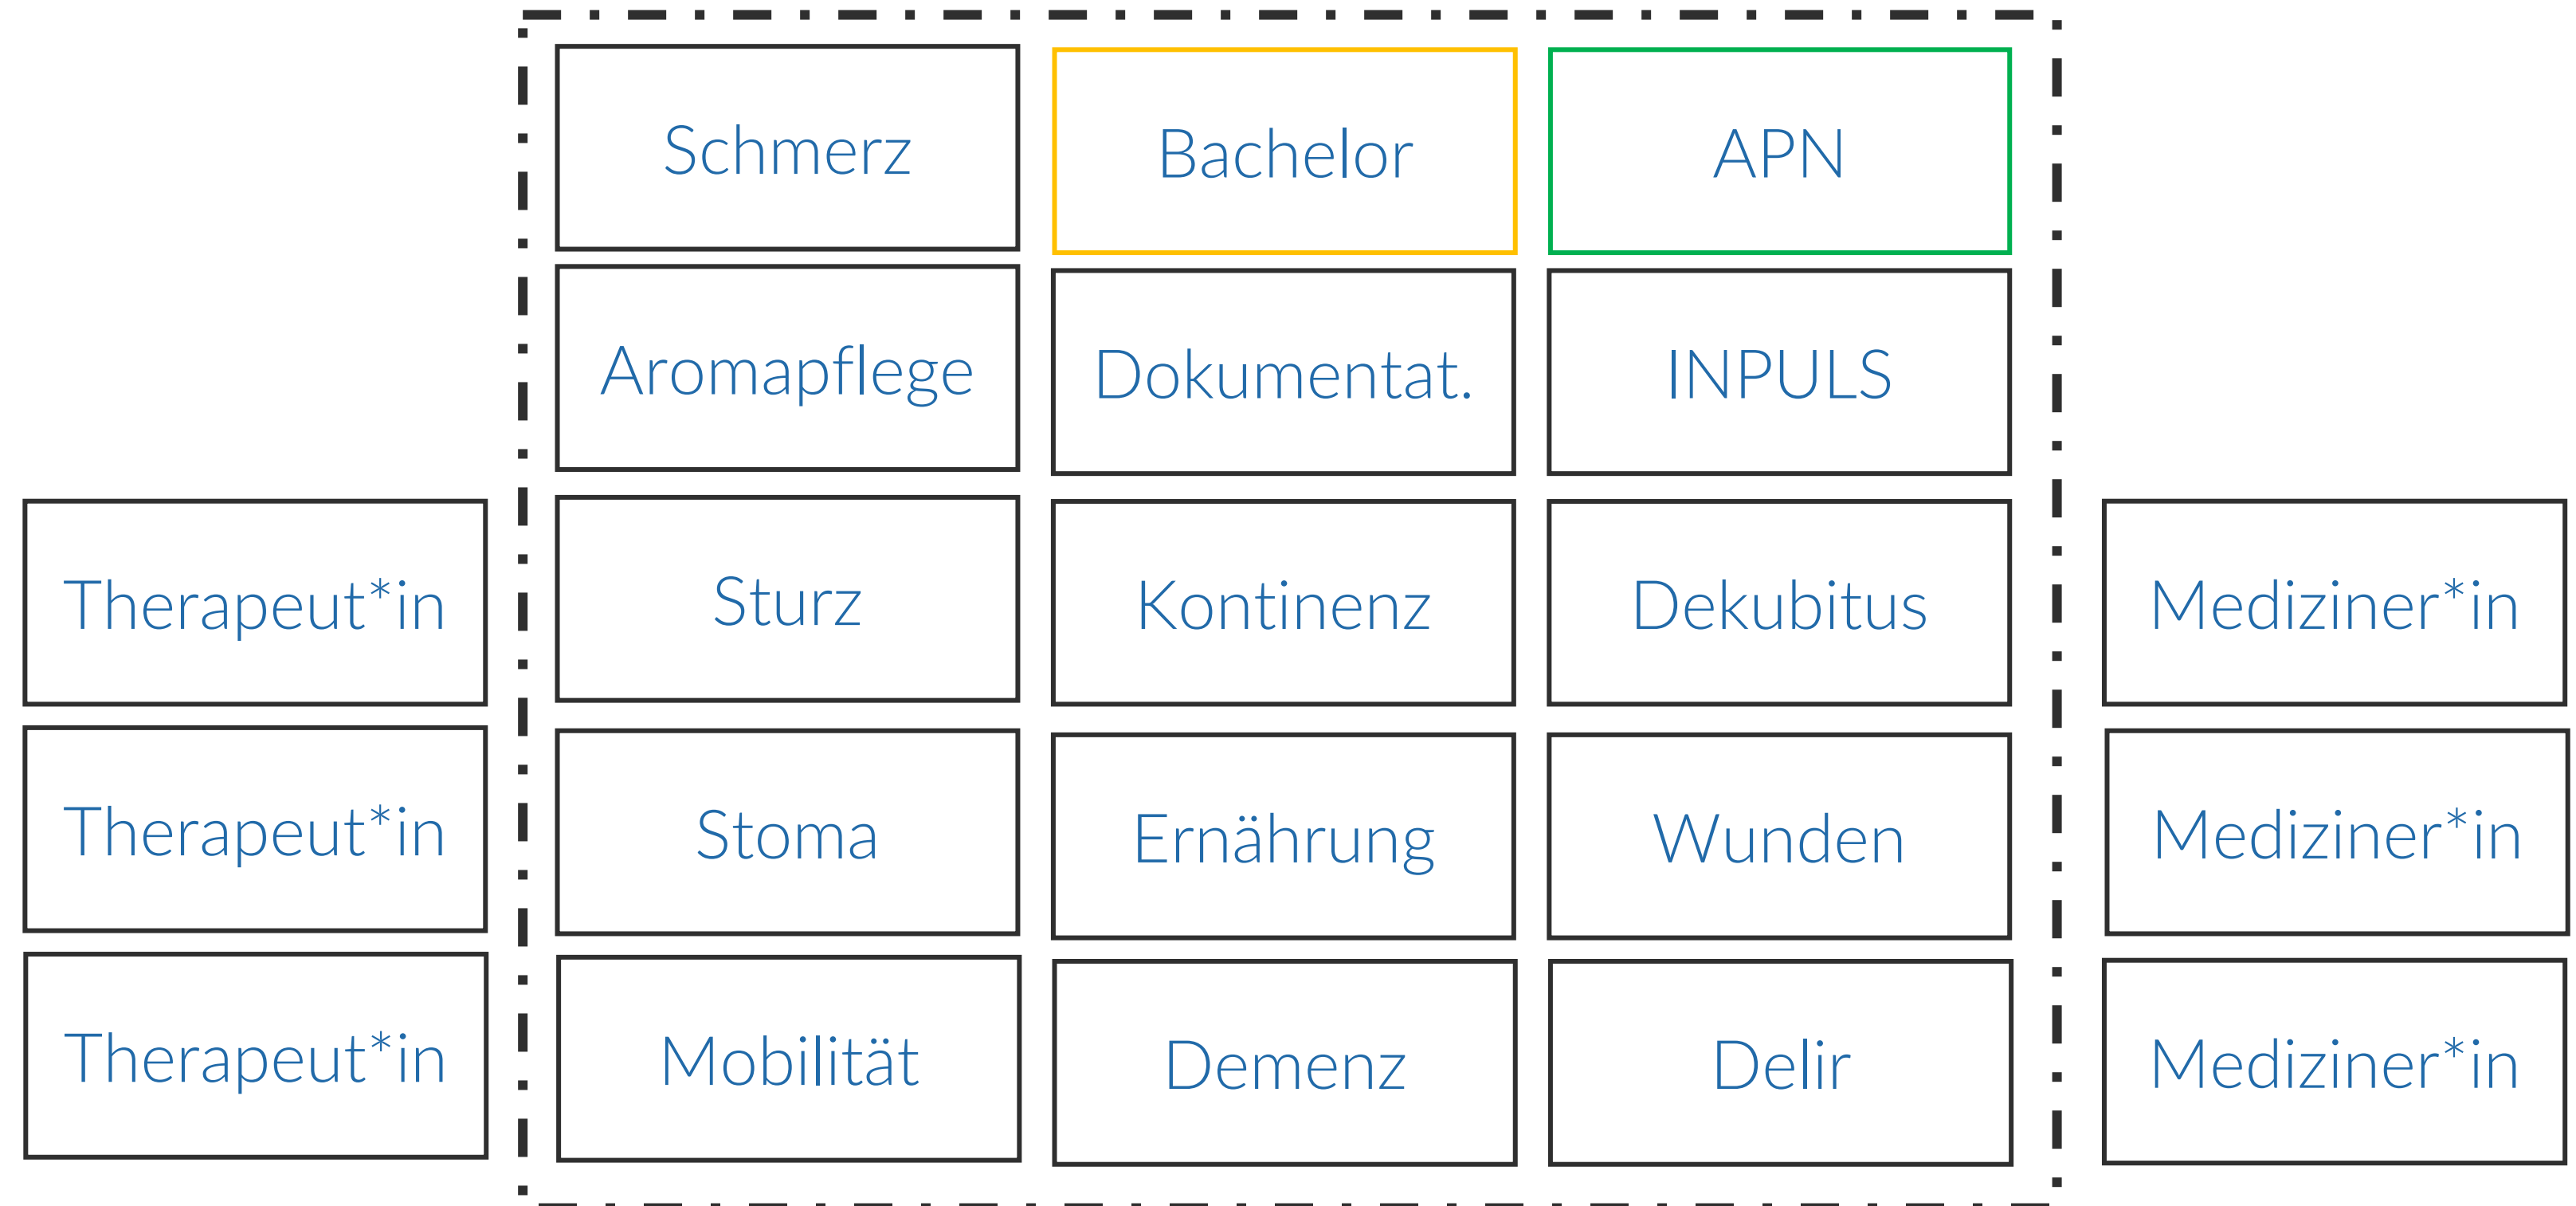 Schmerz
Bachelor
APN
Aromapflege
Dokumentat.
INPULS
Therapeut*in
Sturz
Kontinenz
Dekubitus
Mediziner*in
Therapeut*in
Stoma
Ernährung
Wunden
Mediziner*in
Therapeut*in
Mobilität
Demenz
Delir
Mediziner*in